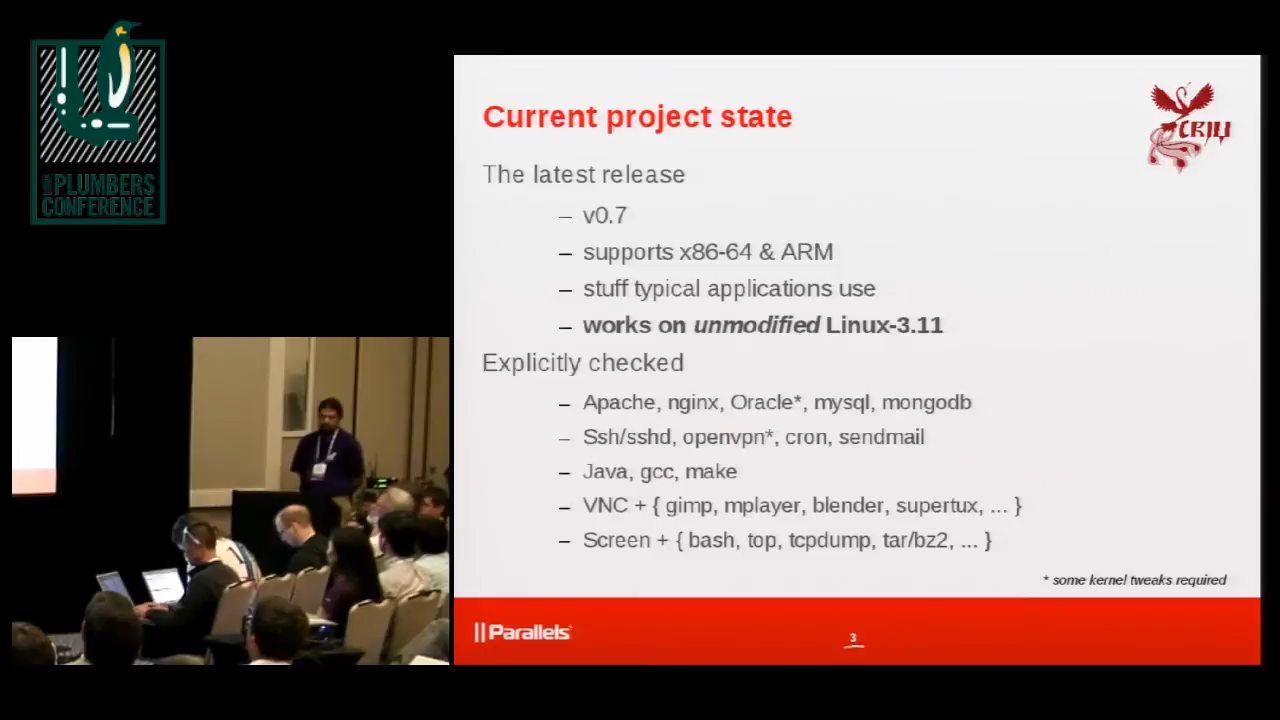 PLUMBERS
CONFERENCE
Current project state
CRIU
The latest release
– v0.7
– supports x86-64 & ARM
– stuff typical applications use
– works on unmodified Linux-3.11
Explicitly checked
– Apache, nginx, Oracle*, mysql, mongodb
– Ssh/sshd, openvpn*, cron, sendmail
– Java, gcc, make
– VNC + { gimp, mplayer, blender, supertux, ... }
– Screen + { bash, top, tcpdump, tar/bz2, ... }
* some kernel tweaks required
Parallels
3